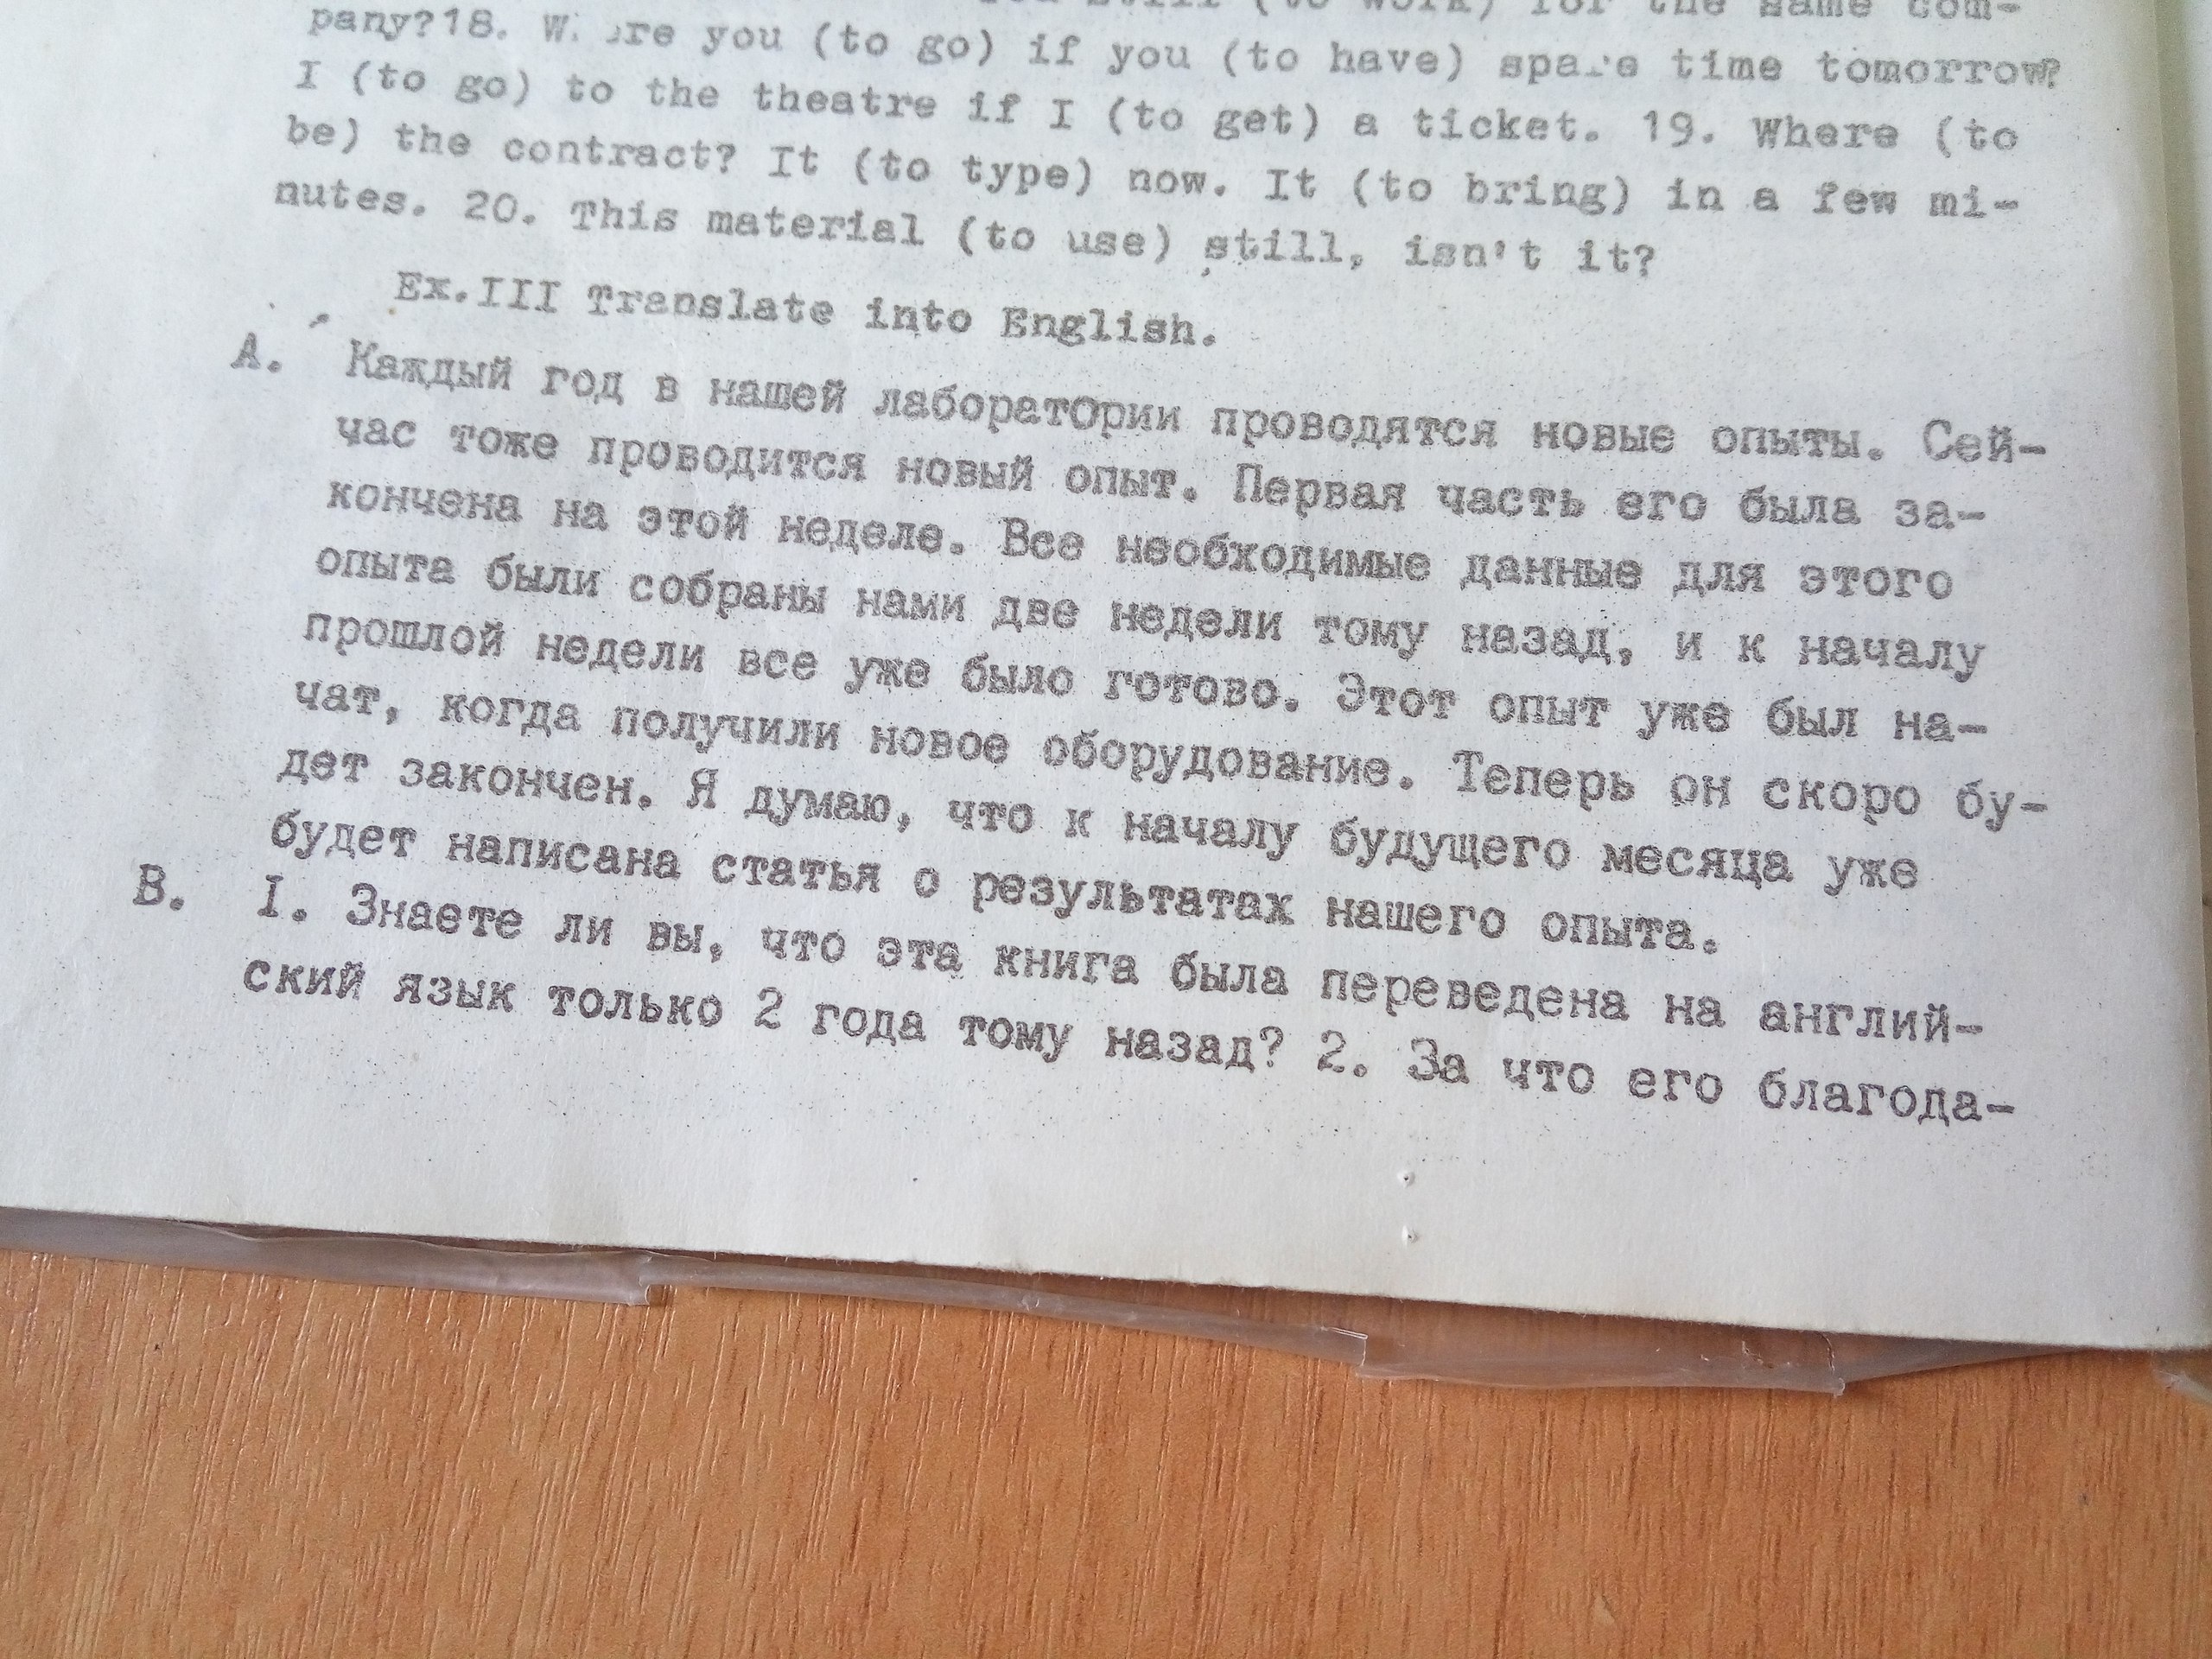 still (to work) for the same com-
pany?18. you (to go) if you (to have) spare time tomorrow?
I (to go) to the theatre if I (to get) a ticket. 19. Where (to
be) the contract? It (to type) now. It (to bring) in a few mi-
nutes. 20. This material (to use) still, isn't it?
Ex.III Translate into English.
A. Каждый год в нашей лаборатории проводятся новые опыты. Сей-
час тоже проводится новый опыт. Первая часть его была за-
кончена на этой неделе. Все необходимые данные для этого
опыта были собраны нами две недели тому назад, и к началу
прошлой недели все уже было готово. Этот опыт уже был на-
чат, когда получили новое оборудование. Теперь он скоро бу-
дет закончен. Я думаю, что к началу будущего месяца уже
будет написана статья о результатах нашего опыта.
B. I. Знаете ли вы, что эта книга была переведена на англий-
ский язык только 2 года тому назад? 2. За что его благода-